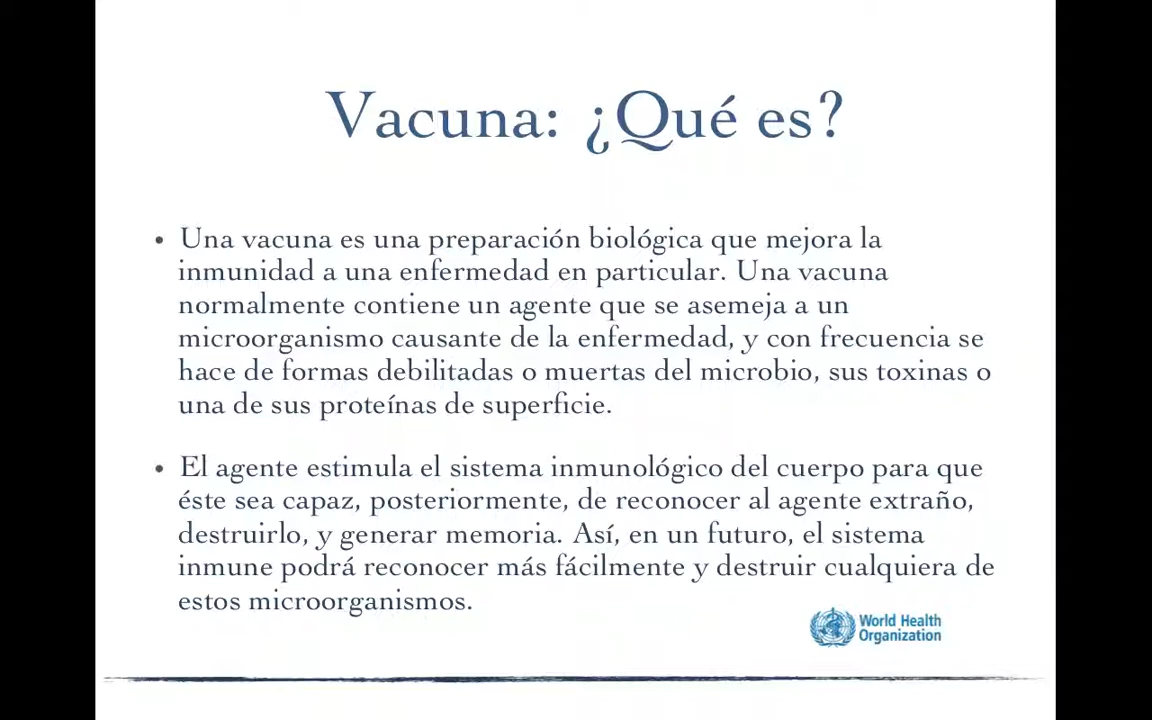 Vacuna: ¿Qué es?
• Una vacuna es una preparación biológica que mejora la
inmunidad a una enfermedad en particular. Una vacuna
normalmente contiene un agente que se asemeja a un
microorganismo causante de la enfermedad, y con frecuencia se
hace de formas debilitadas o muertas del microbio, sus toxinas o
una de sus proteínas de superficie.
• El agente estimula el sistema inmunológico del cuerpo para que
éste sea capaz, posteriormente, de reconocer al agente extraño,
destruirlo, y generar memoria. Así, en un futuro, el sistema
inmune podrá reconocer más fácilmente y destruir cualquiera de
estos microorganismos.
World Health
Organization